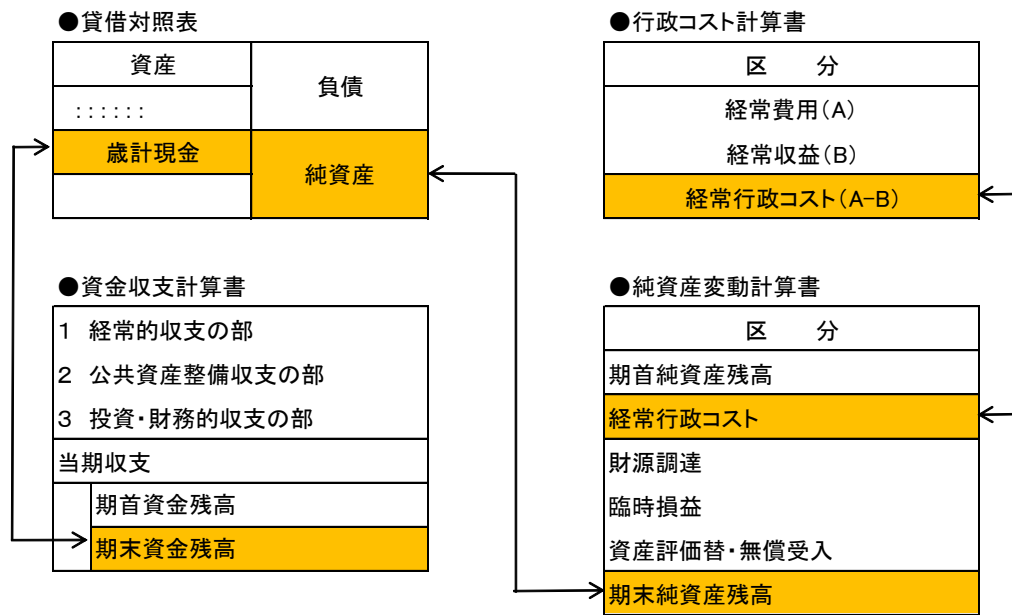 ●貸借対照表
資産
負債
::::::
歳計現金
純資産
●行政コスト計算書
区　　分
経常費用(A)
経常収益(B)
経常行政コスト(A-B)
●資金収支計算書
1　経常的収支の部
2　公共資産整備収支の部
3　投資・財務的収支の部
当期収支
期首資金残高
期末資金残高
●純資産変動計算書
区　　分
期首純資産残高
経常行政コスト
財源調達
臨時損益
資産評価替・無償受入
期末純資産残高